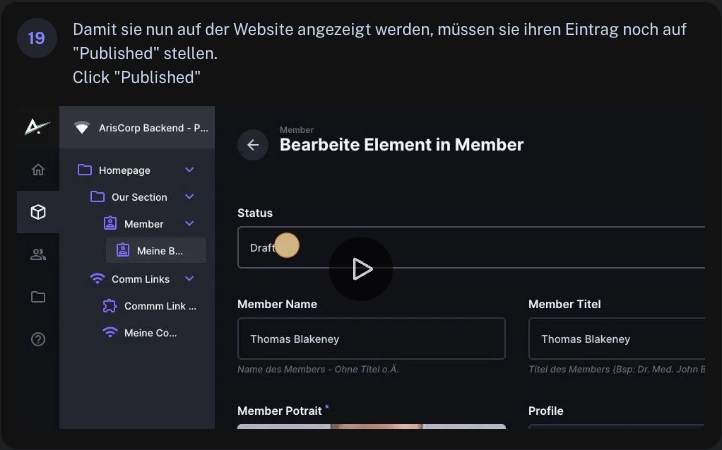 19
Damit sie nun auf der Website angezeigt werden, müssen sie ihren Eintrag noch auf
"Published" stellen.
Click "Published"
ArisCorp Backend - P...
Homepage
Our Section
Member
Meine B...
Comm Links
Commm Link ...
Meine Co...
Member
Bearbeite Element in Member
Status
Draft
Member Name
Member Titel
Thomas Blakeney
Thomas Blakeney
Name des Members - Ohne Titel o.Ä.
Titel des Members (Bsp: Dr. Med. John B
Member Potrait *
Profile